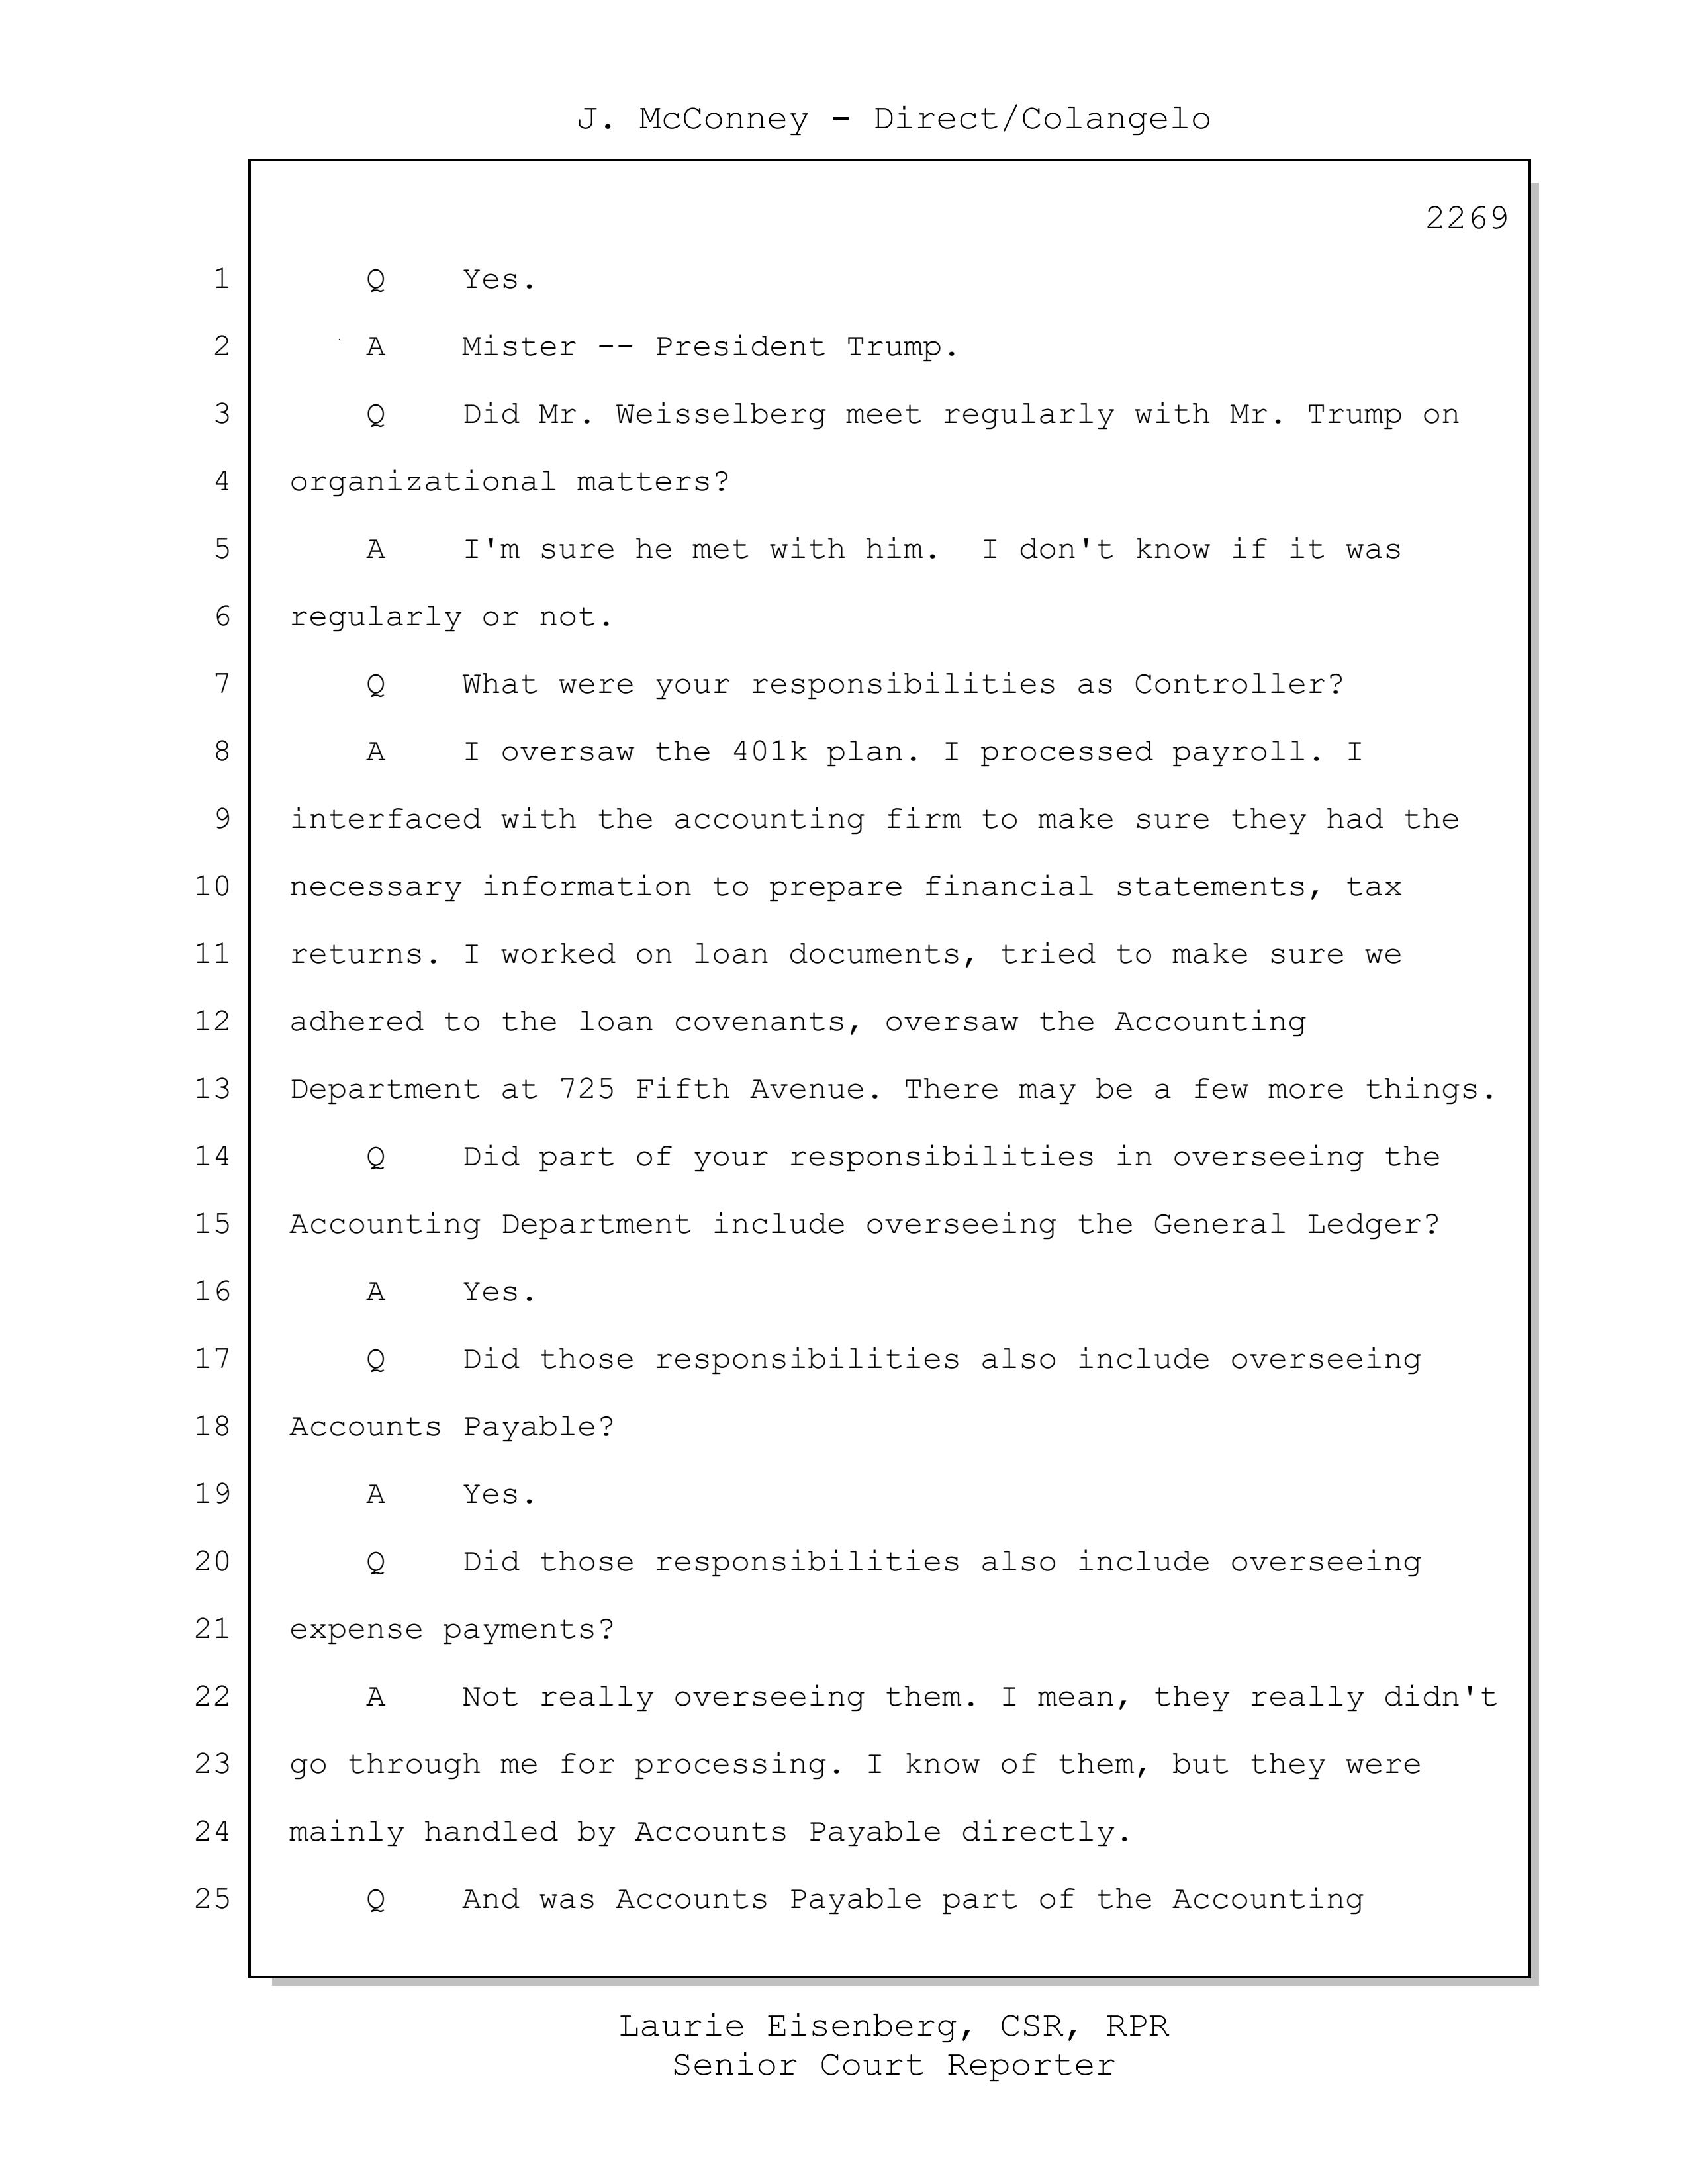 J. McConney - Direct/Colangelo
2269
1 Q Yes.
2 A Mister -- President Trump.
3 Q Did Mr. Weisselberg meet regularly with Mr. Trump on
4 organizational matters?
5 A I'm sure he met with him. I don't know if it was
6 regularly or not.
7 Q What were your responsibilities as Controller?
8 A I oversaw the 401k plan. I processed payroll. I
9 interfaced with the accounting firm to make sure they had the
10 necessary information to prepare financial statements, tax
11 returns. I worked on loan documents, tried to make sure we
12 adhered to the loan covenants, oversaw the Accounting
13 Department at 725 Fifth Avenue. There may be a few more things.
14 Q Did part of your responsibilities in overseeing the
15 Accounting Department include overseeing the General Ledger?
16 A Yes.
17 Q Did those responsibilities also include overseeing
18 Accounts Payable?
19 A Yes.
20 Q Did those responsibilities also include overseeing
21 expense payments?
22 A Not really overseeing them. I mean, they really didn't
23 go through me for processing. I know of them, but they were
24 mainly handled by Accounts Payable directly.
25 Q And was Accounts Payable part of the Accounting
Laurie Eisenberg, CSR, RPR
Senior Court Reporter